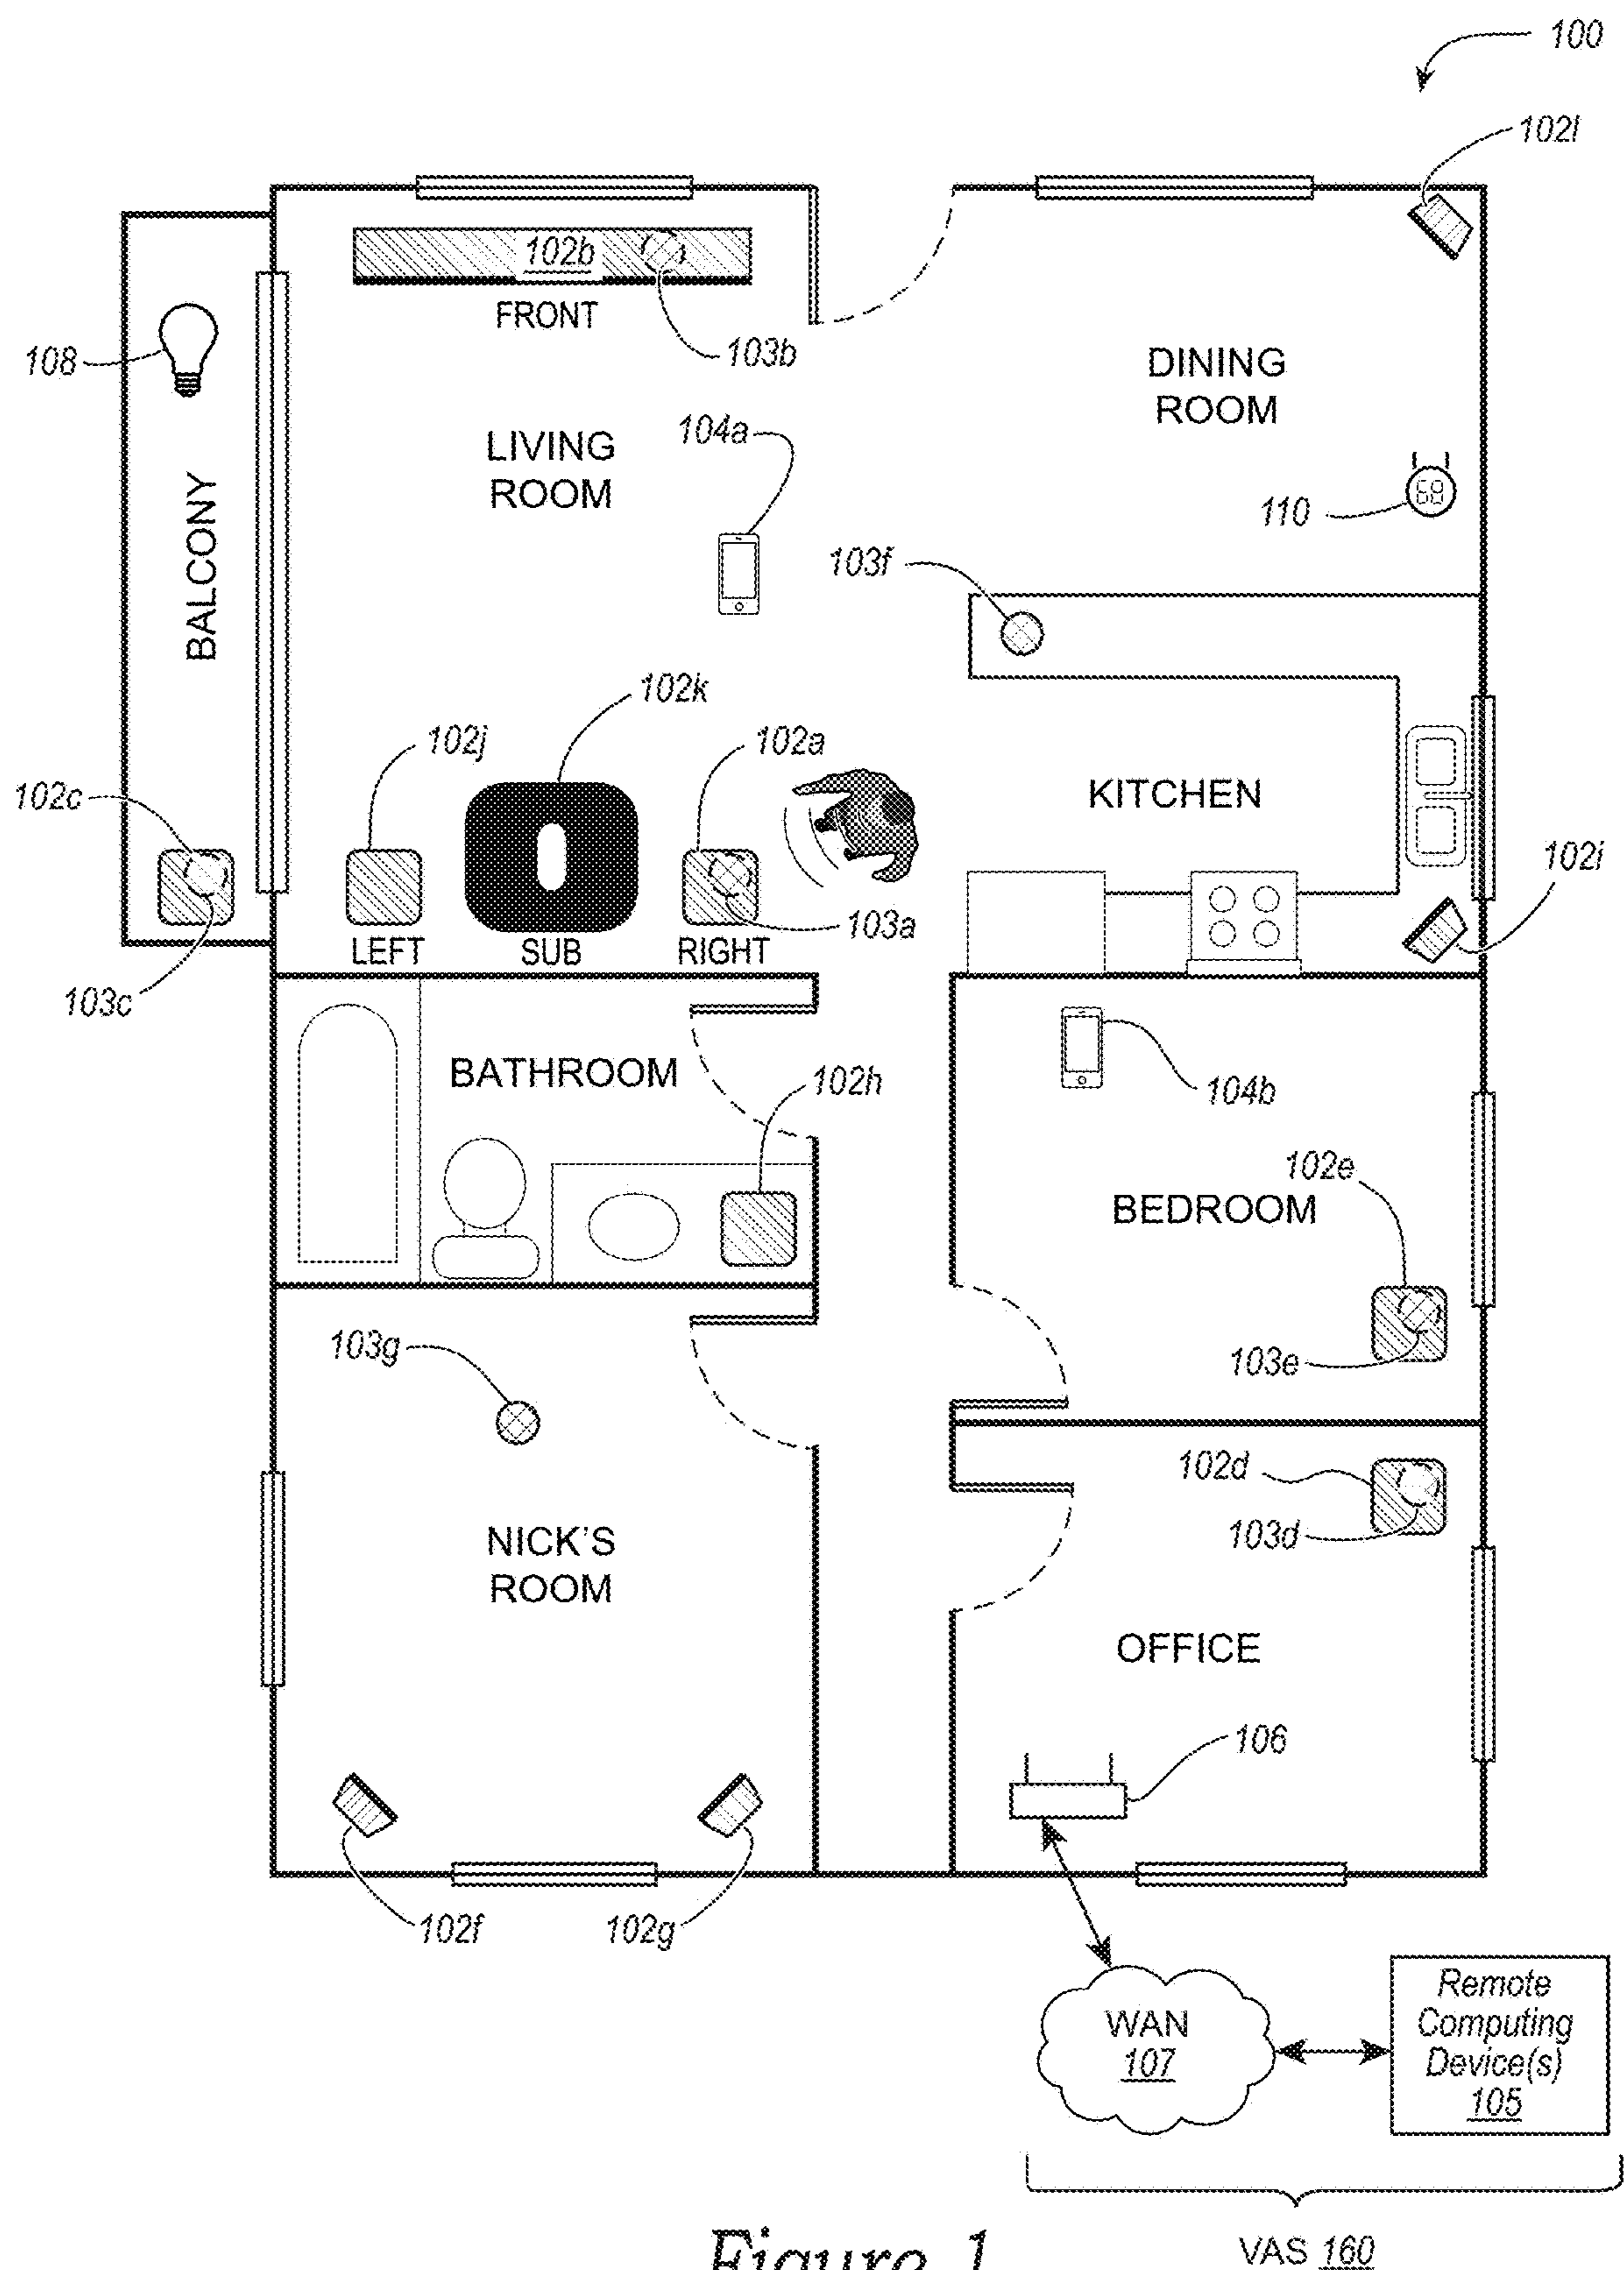 100
102l
102b
FRONT
103b
108
DINING
ROOM
104a
LIVING
ROOM
68
110
103f
BALCONY
102k
102j
102a
102c
KITCHEN
102i
103a
LEFT
SUB
RIGHT
103c
BATHROOM
102h
104b
102e
BEDROOM
103g
103e
102d
103d
NICK'S
ROOM
OFFICE
106
102f
102g
WAN
107
Remote
Computing
Device(s)
105
VAS 160
Figure 1